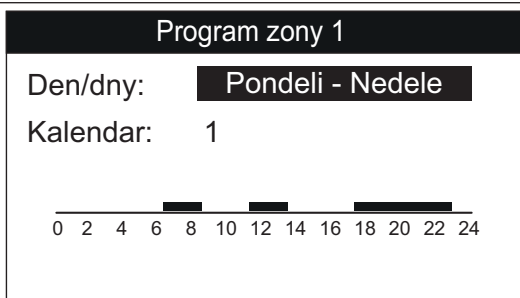 Program zony 1
Den/dny: Pondeli - Nedele
Kalendar: 1
0 2 4 6 8 10 12 14 16 18 20 22 24